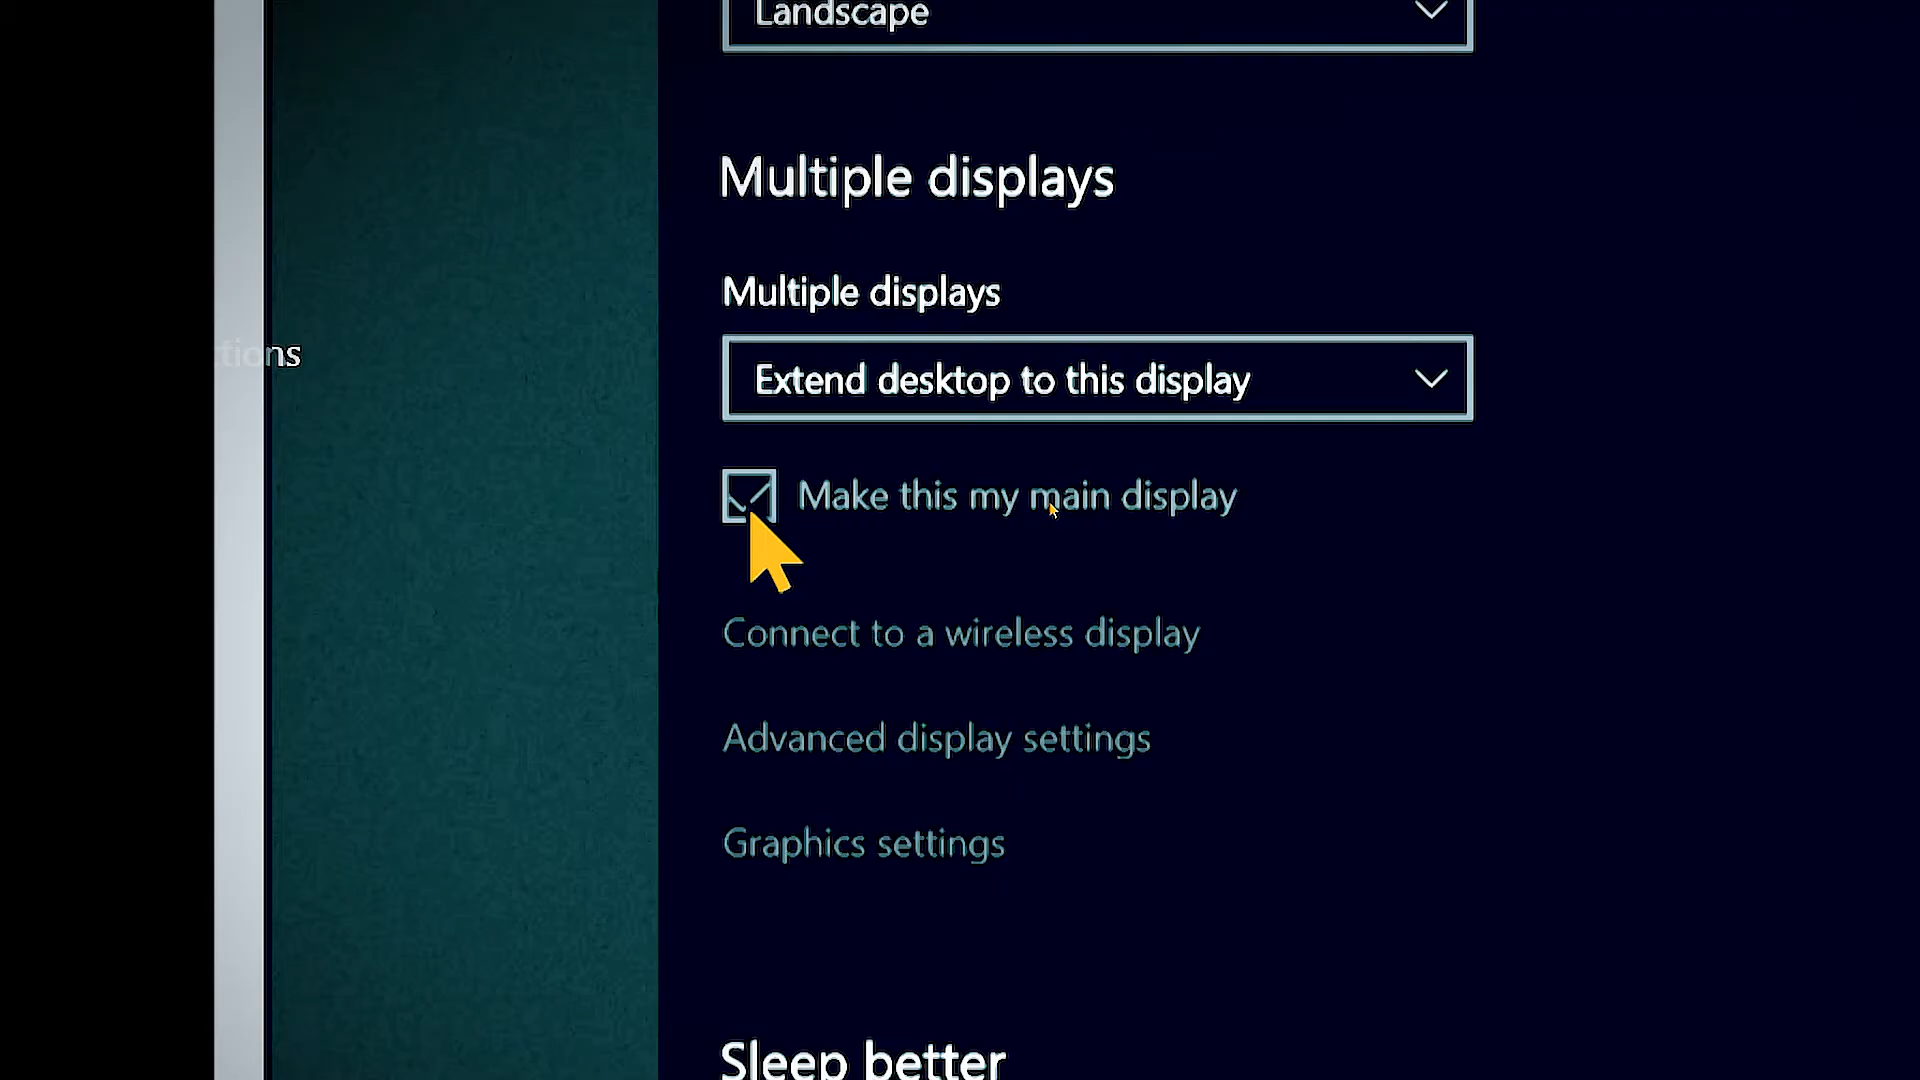 Landscape
Multiple displays
Multiple displays
tions
Extend desktop to this display
Make this my main display
Connect to a wireless display
Advanced display settings
Graphics settings
Sleep better